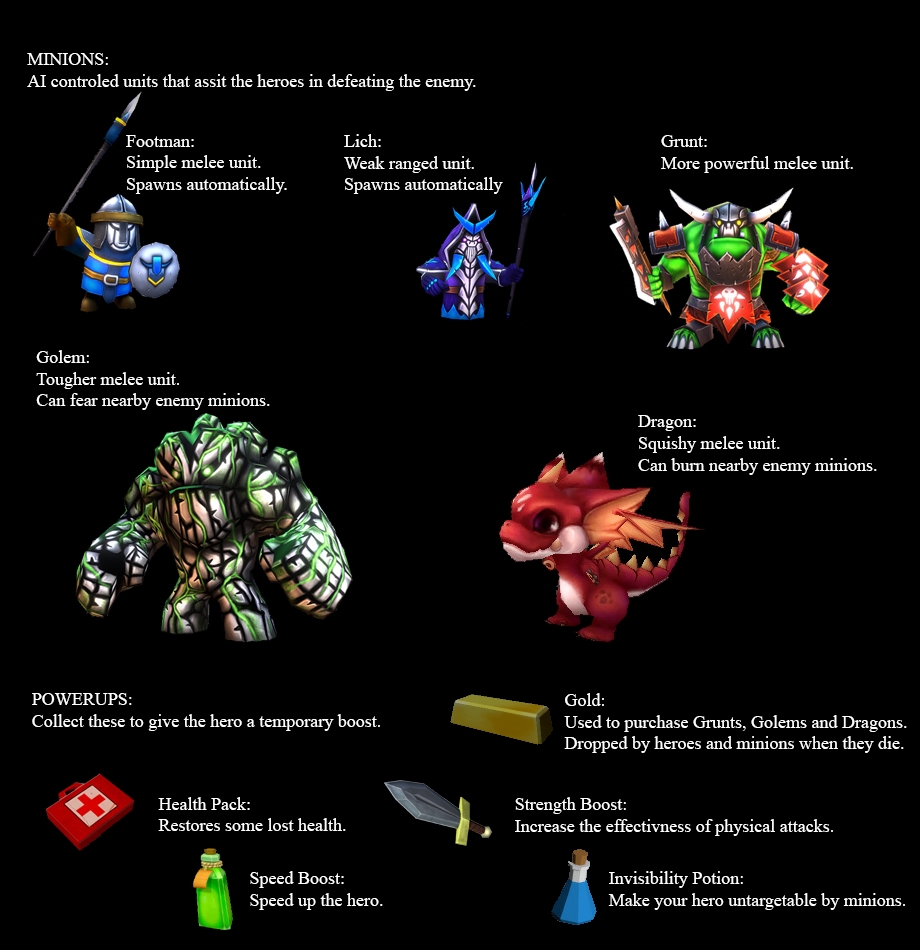 MINIONS:
AI controled units that assit the heroes in defeating the enemy.
Footman:
Simple melee unit.
Spawns automatically.
Lich:
Weak ranged unit.
Spawns automatically
Grunt:
More powerful melee unit.
Golem:
Tougher melee unit.
Can fear nearby enemy minions.
Dragon:
Squishy melee unit.
Can burn nearby enemy minions.
POWERUPS:
Collect these to give the hero a temporary boost.
Gold:
Used to purchase Grunts, Golems and Dragons.
Dropped by heroes and minions when they die.
Health Pack:
Restores some lost health.
Strength Boost:
Increase the effectivness of physical attacks.
Speed Boost:
Speed up the hero.
Invisibility Potion:
Make your hero untargetable by minions.